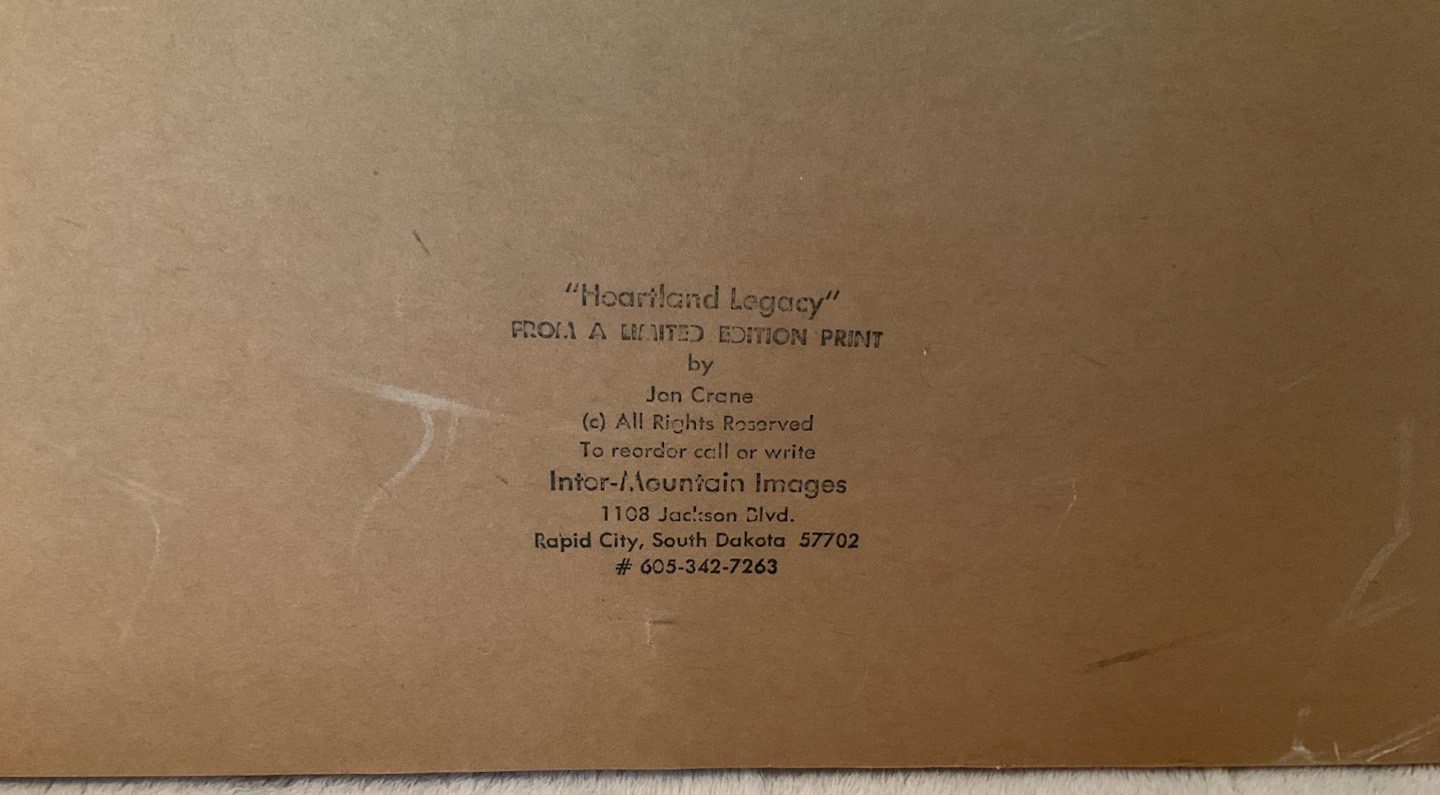 "Heartland Legacy"
FROM A LIMITED EDITION PRINT
by
Jon Crane
(c) All Rights Reserved
To reorder call or write
Inter-Mountain Images
1108 Jackson Blvd.
Rapid City, South Dakota 57702
# 605-342-7263